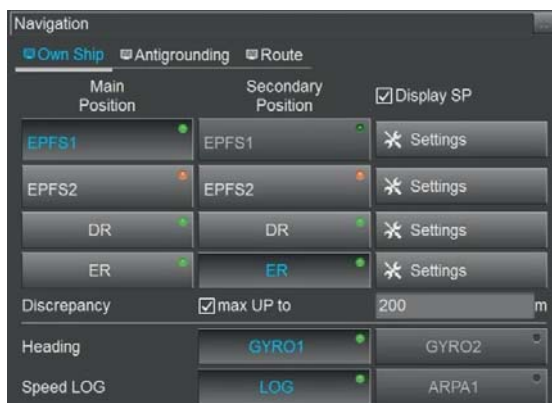 Navigation
Own Ship Antigrounding Route
Main Position Secondary Position Display SP
EPFS1 EPFS1 Settings
EPFS2 EPFS2 Settings
DR DR Settings
ER ER Settings
Discrepancy max UP to 200 m
Heading GYRO1 GYRO2
Speed LOG LOG ARPA1